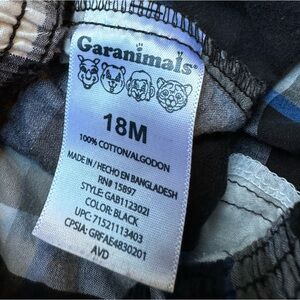 Garanimals
18M
100% COTTON/ALGODON
MADE IN / HECHO EN BANGLADESH
RN# 15897
STYLE: GAB112302I
COLOR: BLACK
UPC: 71521113403
CPSIA: GRFAE4830201
AVD